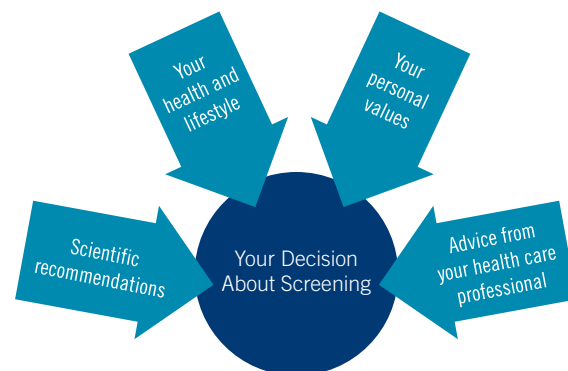 Your
health and
lifestyle
Your
personal
values
Scientific
recommendations
Your Decision
About Screening
Advice from
your health care
professional